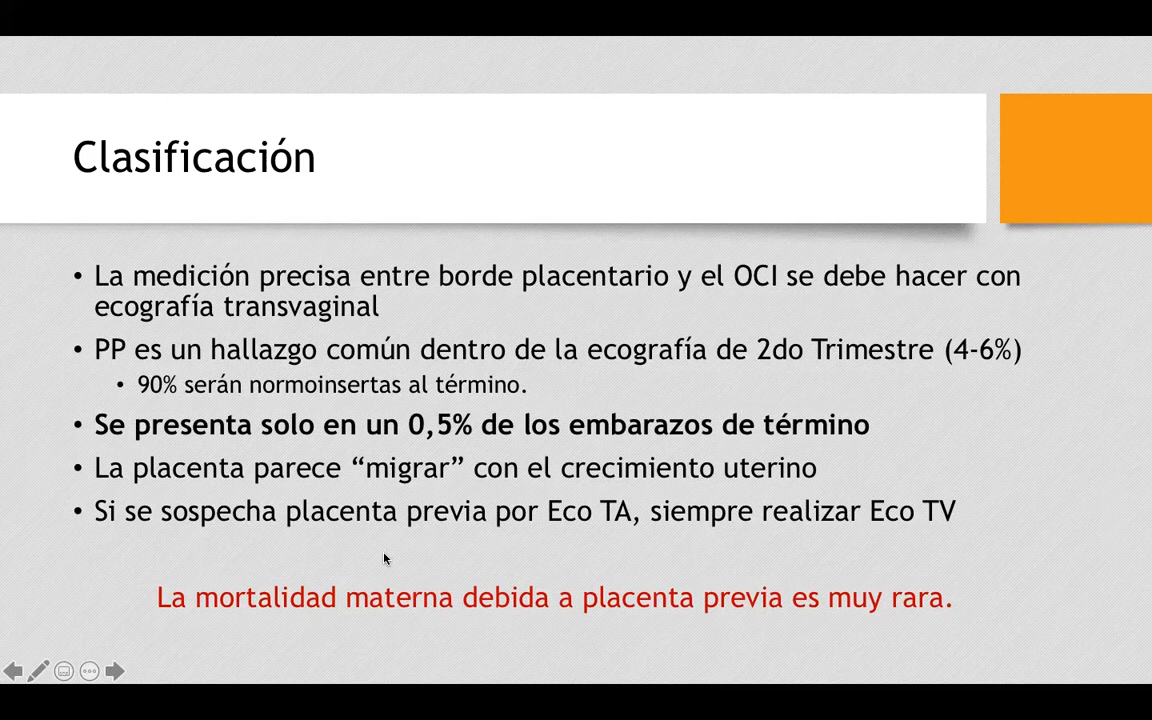 Clasificación
• La medición precisa entre borde placentario y el OCI se debe hacer con
ecografía transvaginal
• PP es un hallazgo común dentro de la ecografía de 2do Trimestre (4-6%)
• 90% serán normoinsertas al término.
• Se presenta solo en un 0,5% de los embarazos de término
• La placenta parece “migrar” con el crecimiento uterino
• Si se sospecha placenta previa por Eco TA, siempre realizar Eco TV
La mortalidad materna debida a placenta previa es muy rara.